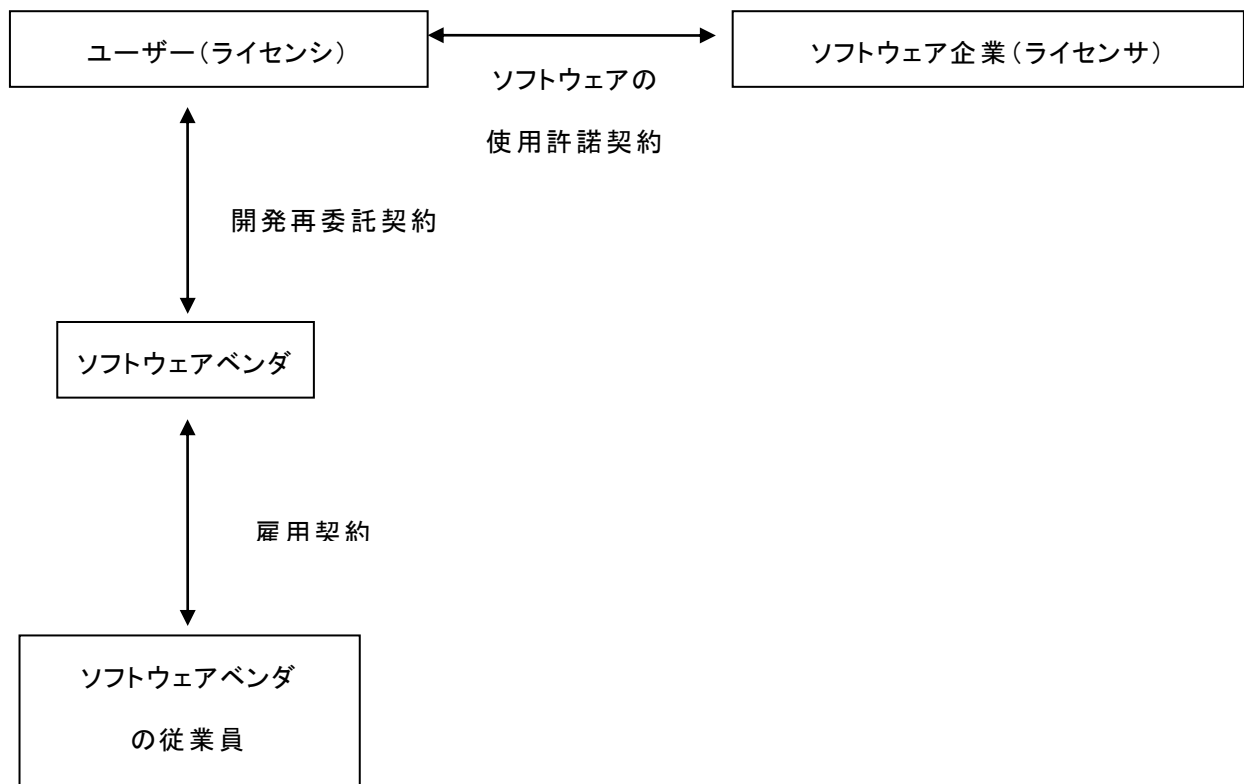 ユーザー(ライセンシ)
ソフトウェア企業(ライセンサ)
ソフトウェアの
使用許諾契約
開発再委託契約
ソフトウェアベンダ
雇用契約
ソフトウェアベンダ
の従業員